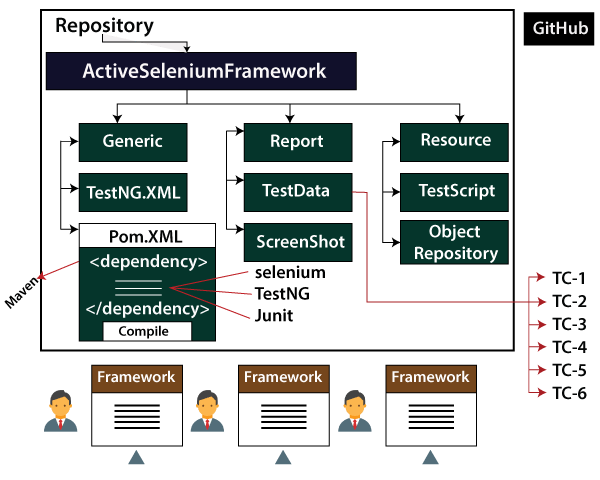 Repository
GitHub
ActiveSeleniumFramework
Generic
Report
Resource
TestNG.XML
TestData
TestScript
Pom.XML
ScreenShot
Object
Repository
<dependency>
selenium
TestNG
Junit
</dependency>
Compile
Maven
TC-1
TC-2
TC-3
TC-4
TC-5
TC-6
Framework
Framework
Framework